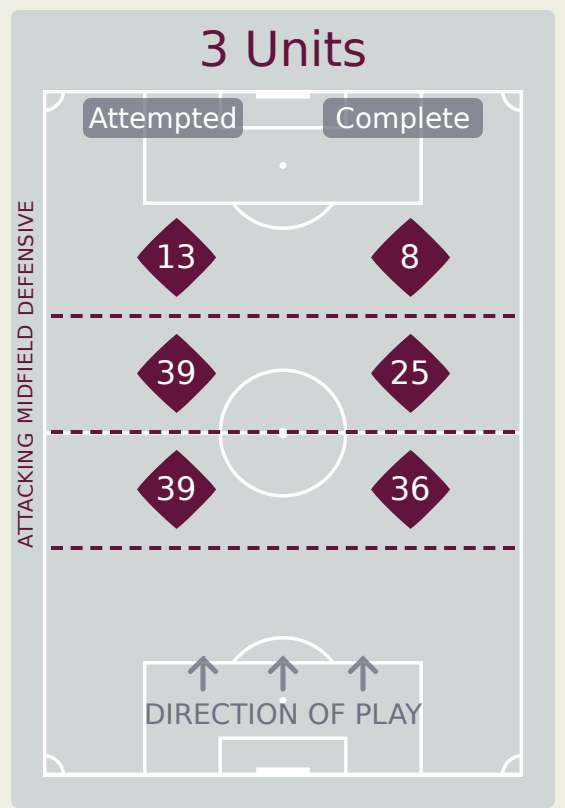 3 Units
Attempted Complete
ATTACKING MIDFIELD DEFENSIVE
13 8
39 25
39 36
DIRECTION OF PLAY